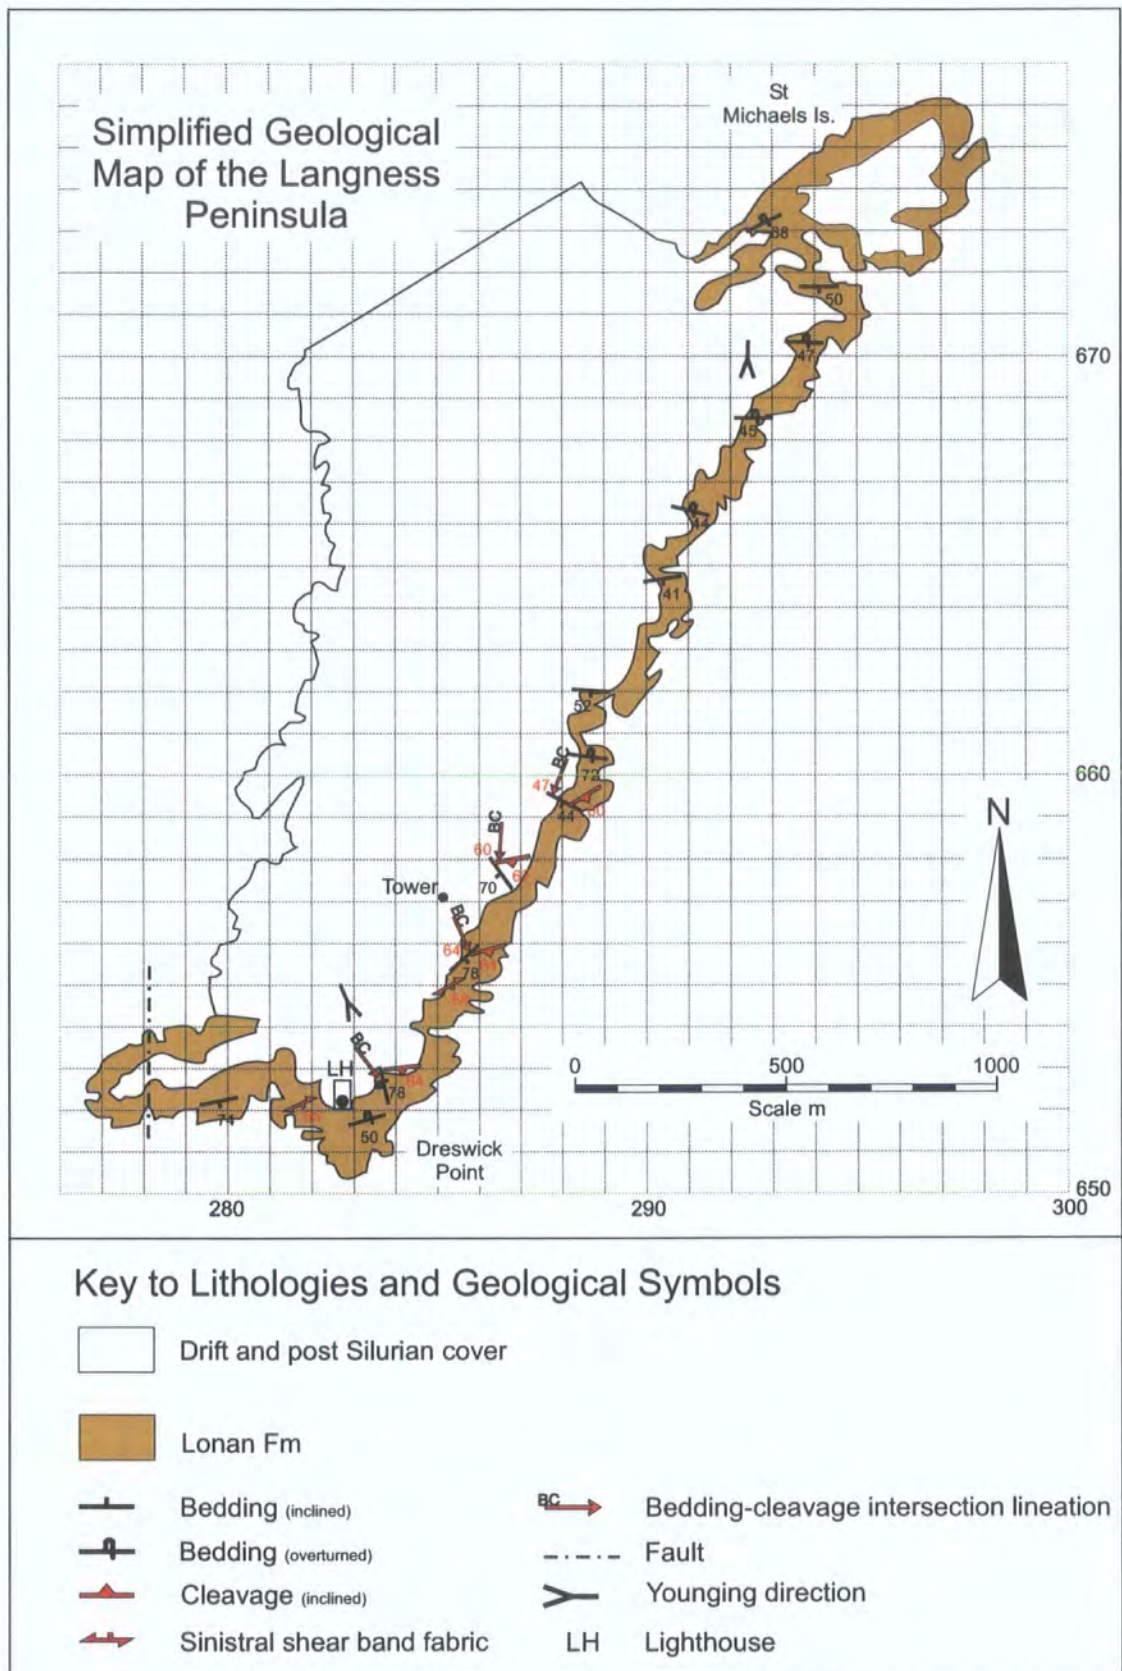 St
Michaels Is.
Simplified Geological
Map of the Langness
Peninsula
38
50
47
670
45
44
41
52
BC
72
660
47
44
60
N
BC
60
70
Tower
BC
64
78
BC
LH
64
78
0 500 1000
Scale m
74
50
Dreswick
Point
650
280 290 300
Key to Lithologies and Geological Symbols
Drift and post Silurian cover
Lonan Fm
Bedding (inclined)
BC Bedding-cleavage intersection lineation
Bedding (overturned)
Fault
Cleavage (inclined)
Younging direction
Sinistral shear band fabric
LH Lighthouse